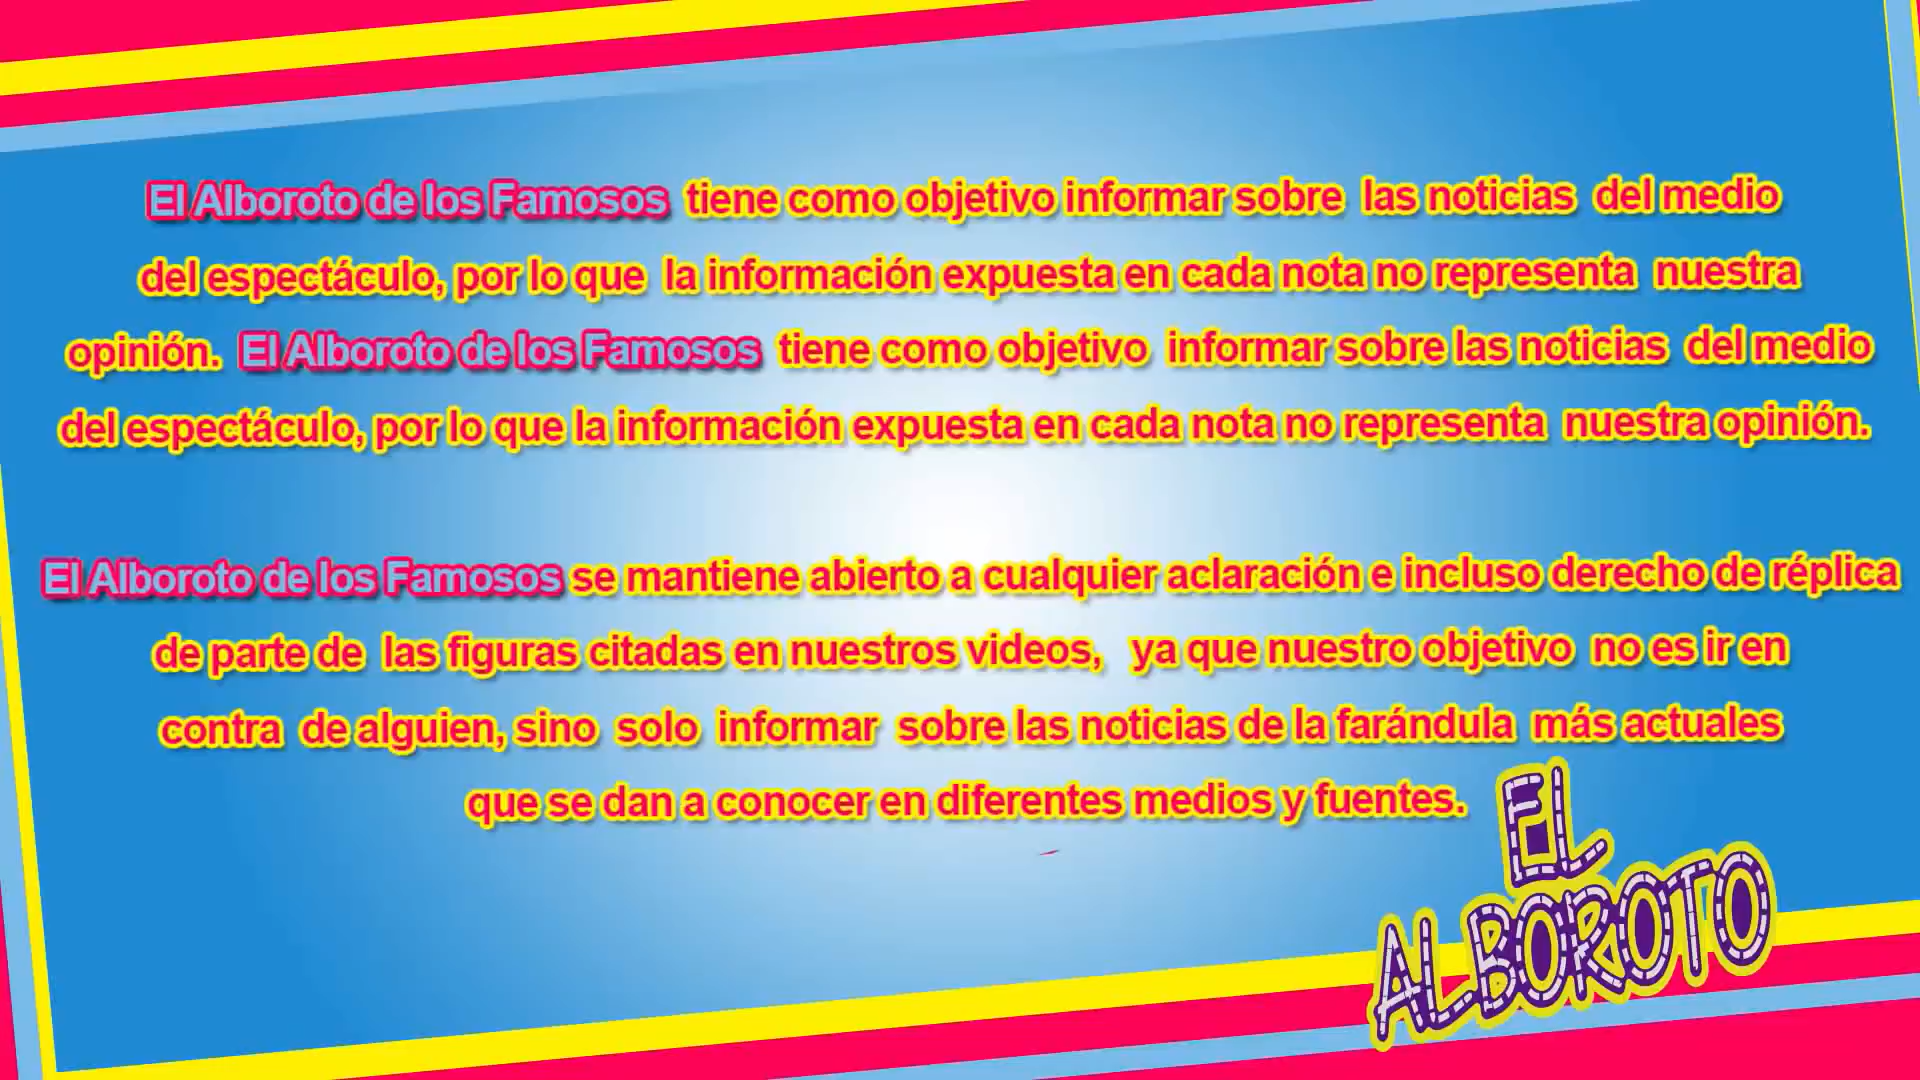 El Alboroto de los Famosos tiene como objetivo informar sobre las noticias del medio
del espectáculo, por lo que la información expuesta en cada nota no representa nuestra
opinión. El Alboroto de los Famosos tiene como objetivo informar sobre las noticias del medio
del espectáculo, por lo que la información expuesta en cada nota no representa nuestra opinión.
El Alboroto de los Famosos se mantiene abierto a cualquier aclaración e incluso derecho de réplica
de parte de las figuras citadas en nuestros videos, ya que nuestro objetivo no es ir en
contra de alguien, sino solo informar sobre las noticias de la farándula más actuales
que se dan a conocer en diferentes medios y fuentes.
EL
ALBOROTO